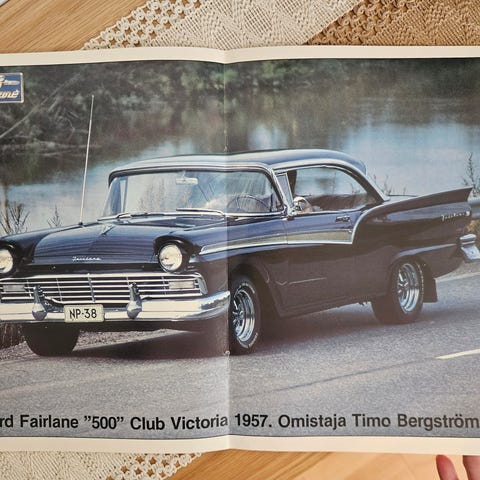 Fairlane
Fairlane
NP-38
rd Fairlane "500" Club Victoria 1957. Omistaja Timo Bergström